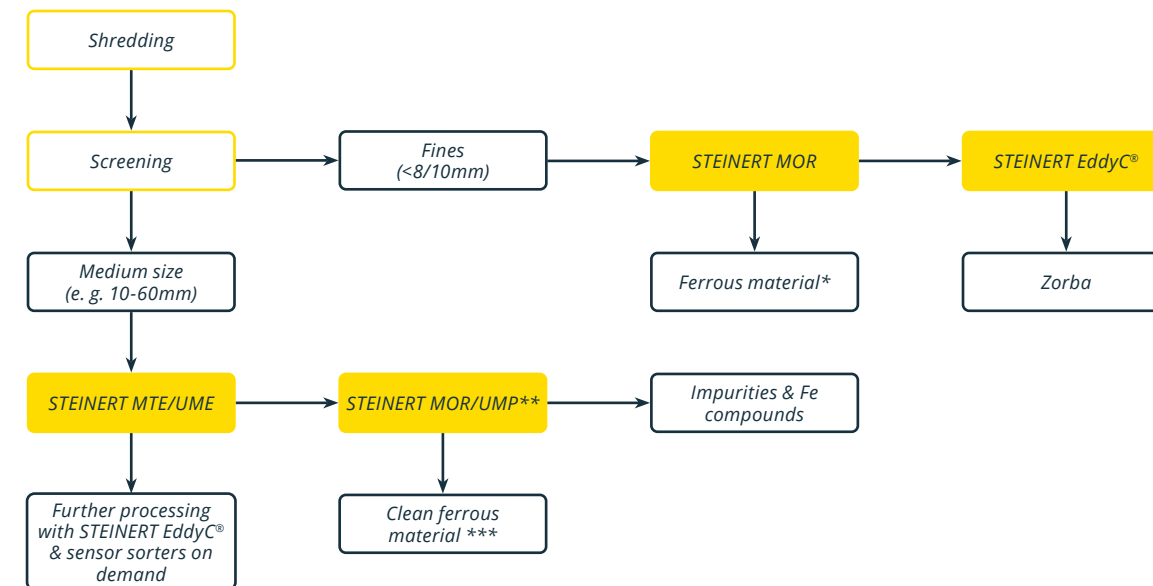 Shredding
Screening
Fines
(<8/10mm)
STEINERT MOR
STEINERT EddyC®
Medium size
(e. g. 10-60mm)
Ferrous material*
Zorba
STEINERT MTE/UME
STEINERT MOR/UMP**
Impurities & Fe
compounds
Further processing
with STEINERT EddyC®
& sensor sorters on
demand
Clean ferrous
material ***